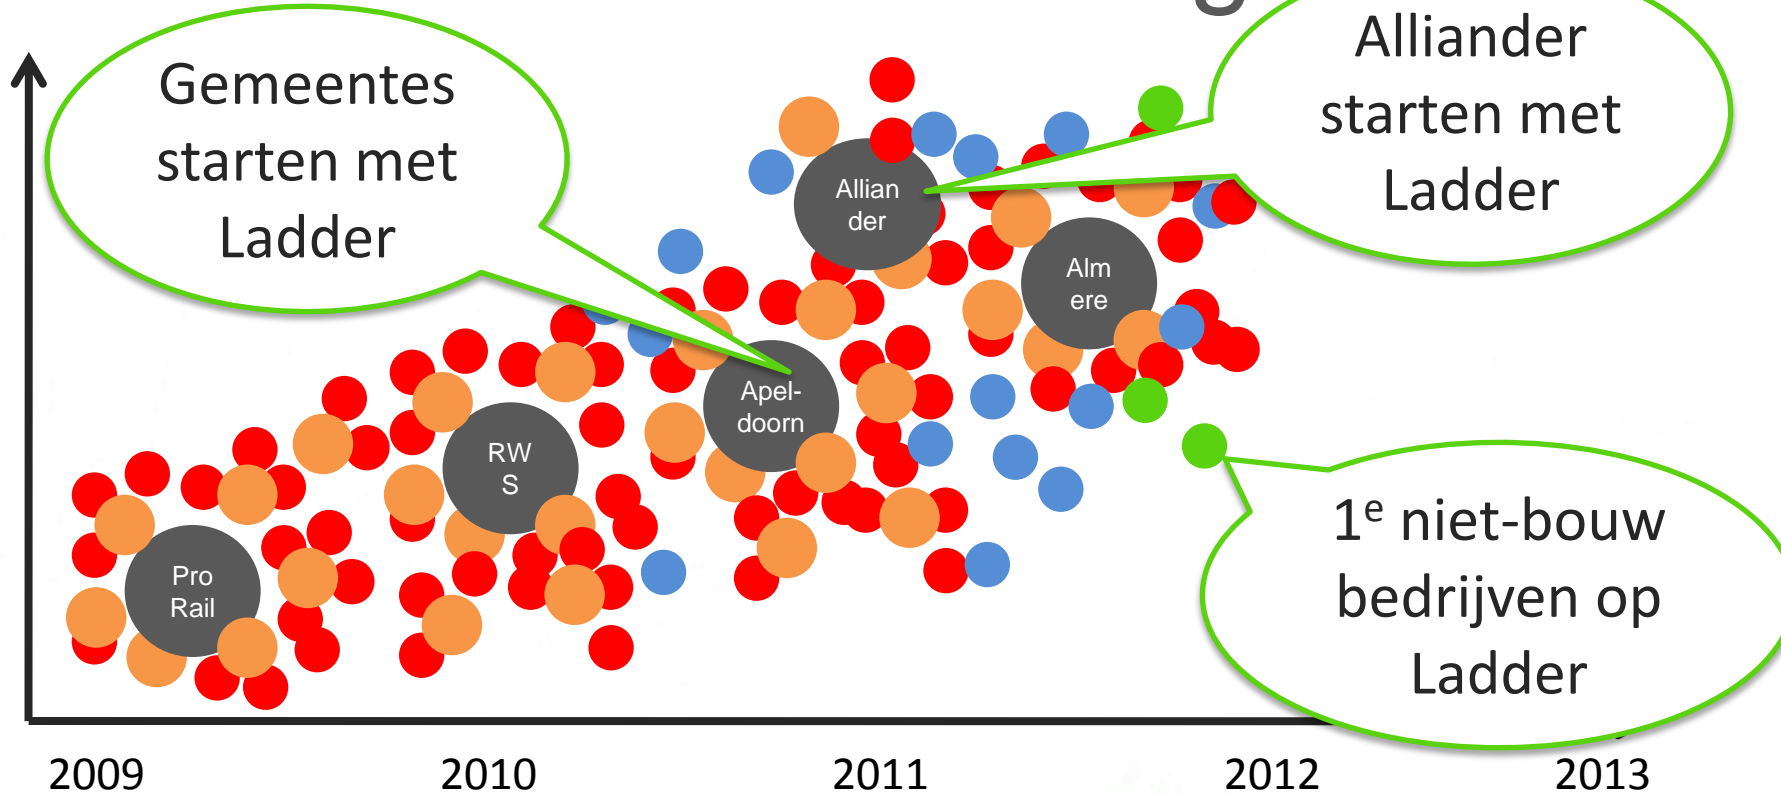 g
Gemeentes
starten met
Ladder
Alliander
starten met
Ladder
Allian
der
Alm
ere
Apel-
doorn
RW
S
Pro
Rail
1e niet-bouw
bedrijven op
Ladder
2009
2010
2011
2012
2013